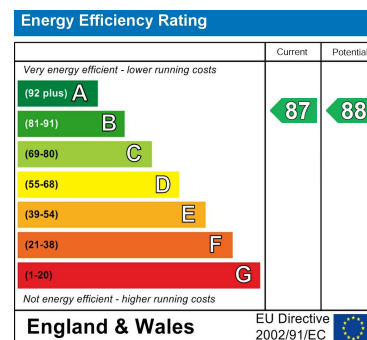 Energy Efficiency Rating
Current Potential
Very energy efficient - lower running costs
(92 plus) A
(81-91) B
87 88
(69-80) C
(55-68) D
(39-54) E
(21-38) F
(1-20) G
Not energy efficient - higher running costs
England & Wales
EU Directive
2002/91/EC